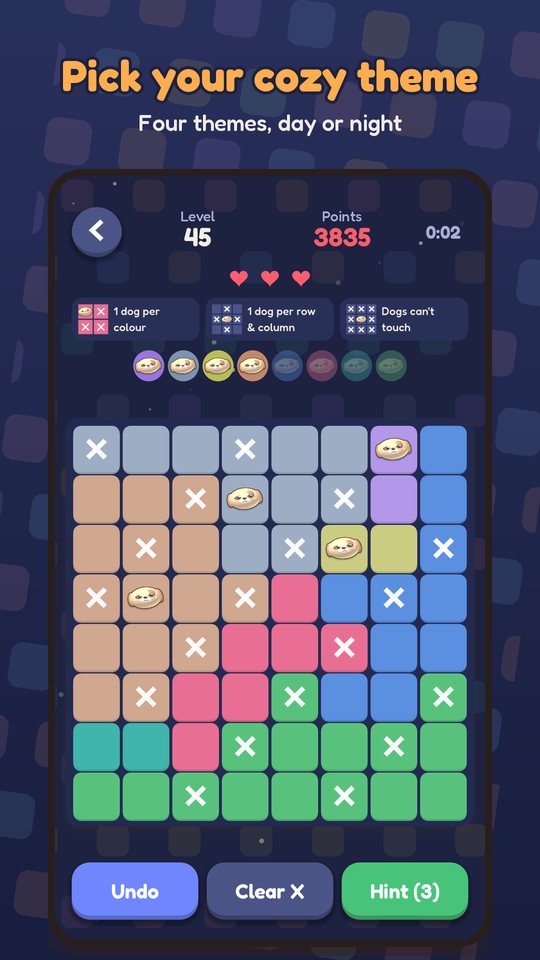 Pick your cozy theme
Four themes, day or night
Level
45
Points
3835
0:02
1 dog per
colour
1 dog per row
& column
Dogs can't
touch
Undo
Clear X
Hint (3)